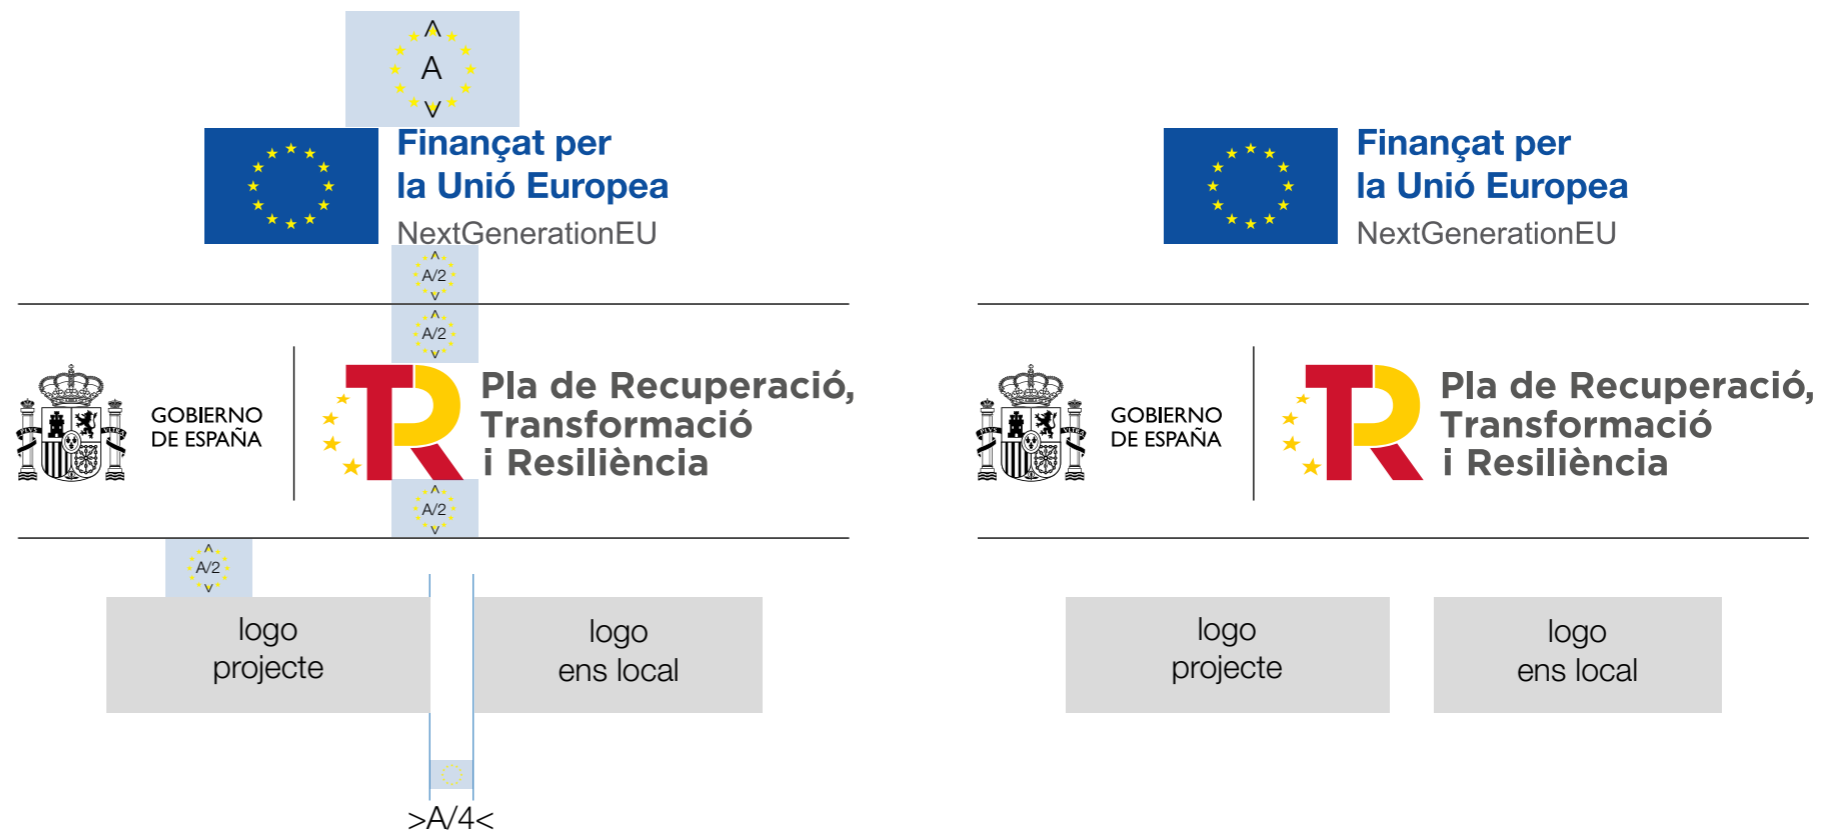 A
Finançat per
la Unió Europea
NextGenerationEU
A/2
A/2
GOBIERNO
DE ESPAÑA
Pla de Recuperació,
Transformació
i Resiliència
A/2
A/2
logo
projecte
logo
ens local
>A/4<
Finançat per
la Unió Europea
NextGenerationEU
GOBIERNO
DE ESPAÑA
Pla de Recuperació,
Transformació
i Resiliència
logo
projecte
logo
ens local